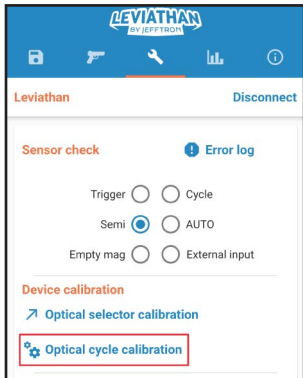 LEVIATHAN
BY JEFFTRON
Leviathan Disconnect
Sensor check Error log
Trigger Cycle
Semi AUTO
Empty mag External input
Device calibration
Optical selector calibration
Optical cycle calibration